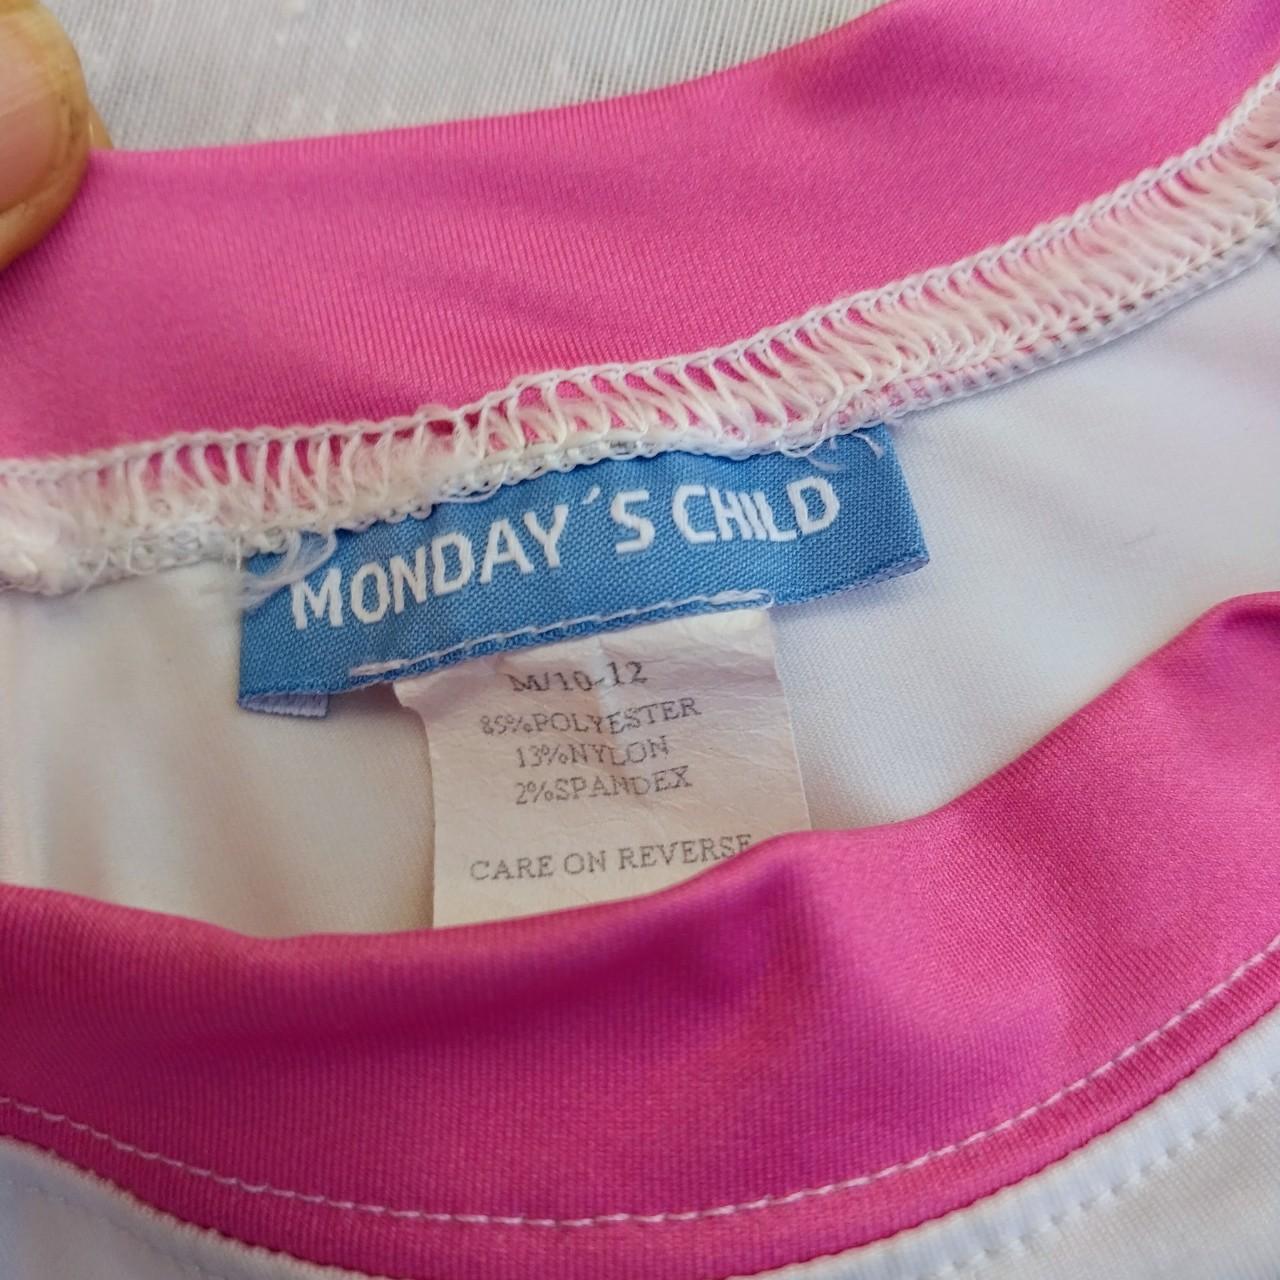 MONDAY´S CHILD
M/10-12
85%POLYESTER
13%NYLON
2%SPANDEX
CARE ON REVERSE